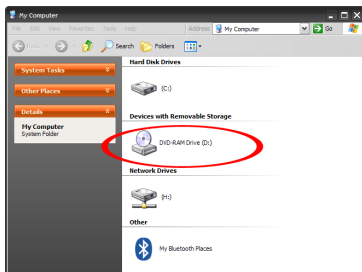 My Computer
File Edit View Favorites Tools Help Address My Computer Go
Search Folders
System Tasks
Other Places
Details
My Computer
System Folder
Hard Disk Drives
(C:)
Devices with Removable Storage
DVD-RAM Drive (D:)
Network Drives
(H:)
Other
My Bluetooth Places